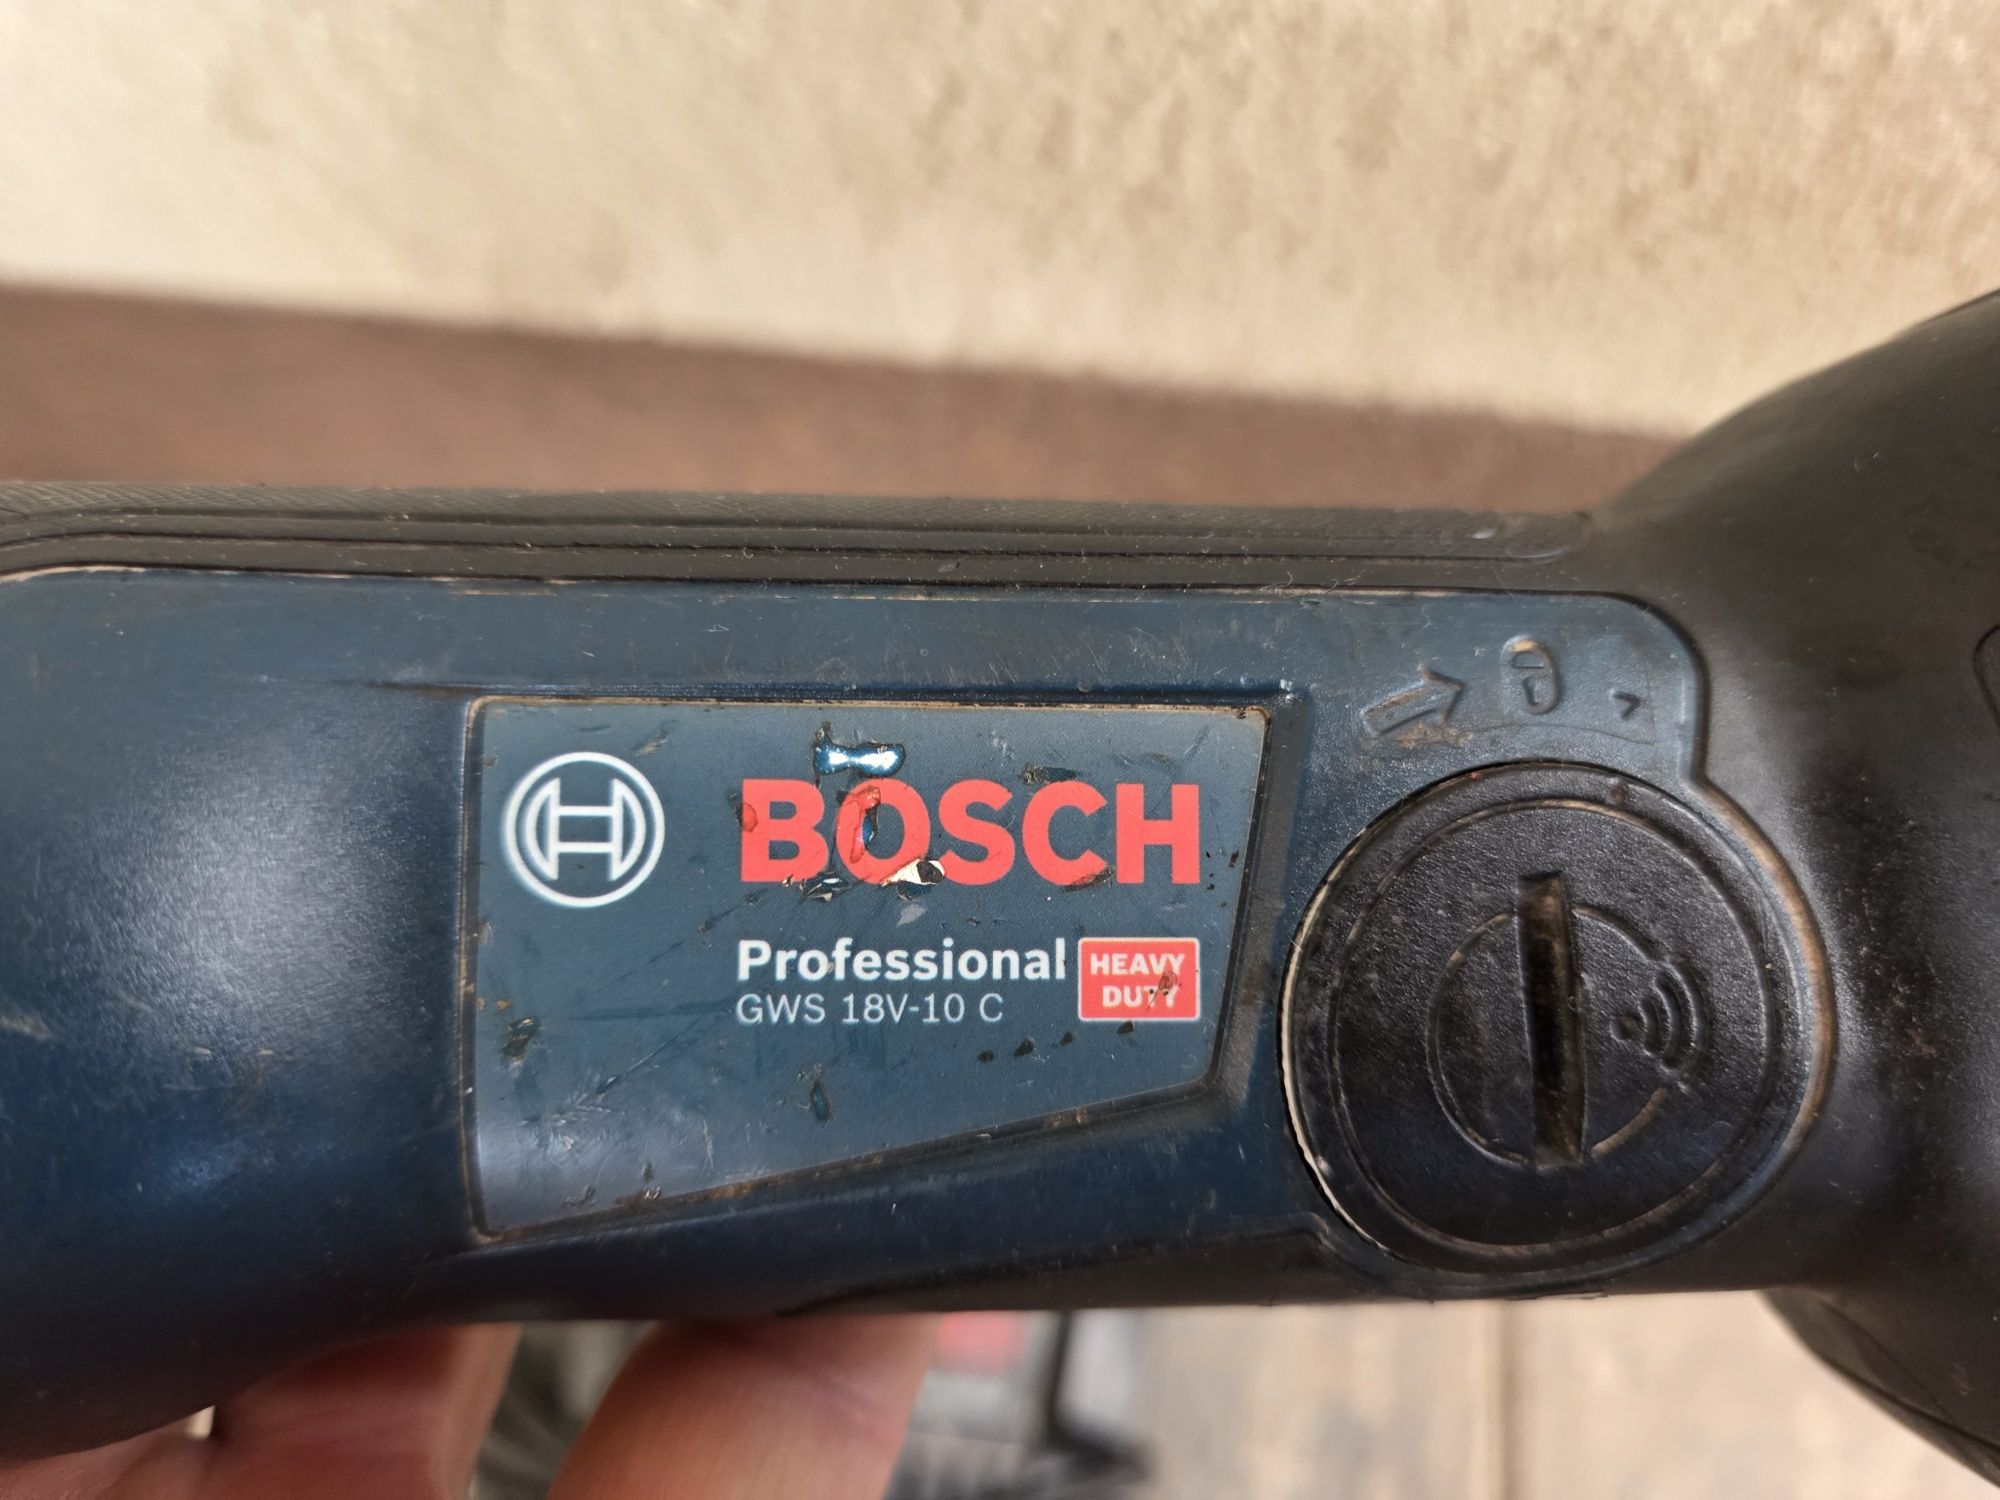 BOSCH
Professional
GWS 18V-10 C
HEAVY
DUTY